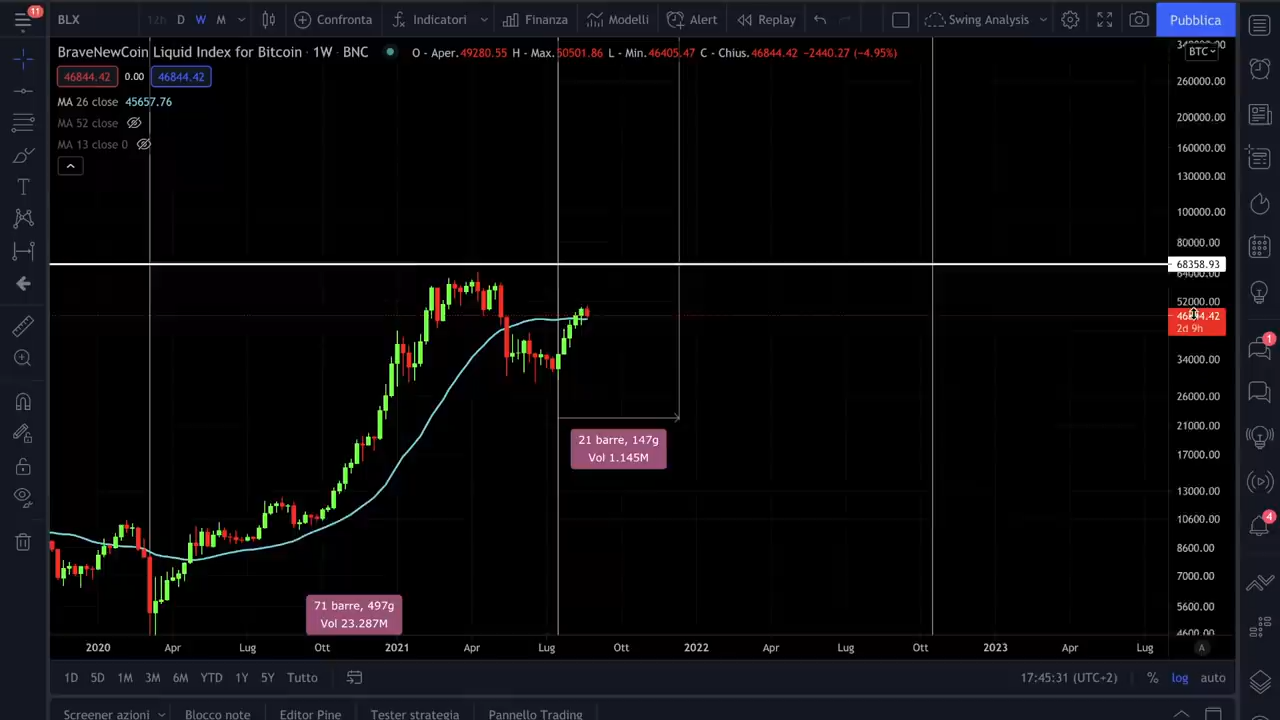 11
BLX
12h
D
W
M
Confronta
Indicatori
Finanza
Modelli
Alert
Replay
Swing Analysis
Pubblica
BraveNewCoin Liquid Index for Bitcoin · 1W · BNC
O - Aper.49280.55 H - Max.50501.86 L - Min.46405.47 C - Chius.46844.42 −2440.27 (−4.95%)
46844.42 0.00 46844.42
MA 26 close 45657.76
MA 52 close
MA 13 close 0
BTC
260000.00
200000.00
160000.00
130000.00
100000.00
80000.00
68358.93
64000.00
52000.00
2d 9h
34000.00
26000.00
21000.00
17000.00
13000.00
10600.00
8600.00
7000.00
5600.00
4600.00
21 barre, 147g
Vol 1.145M
71 barre, 497g
Vol 23.287M
2020 Apr Lug Ott 2021 Apr Lug Ott 2022 Apr Lug Ott 2023 Apr Lug
A
1D 5D 1M 3M 6M YTD 1Y 5Y Tutto
17:45:31 (UTC+2)
%
log
auto
Screener azioni
Blocco note
Editor Pine
Tester strategia
Pannello Trading
1
4